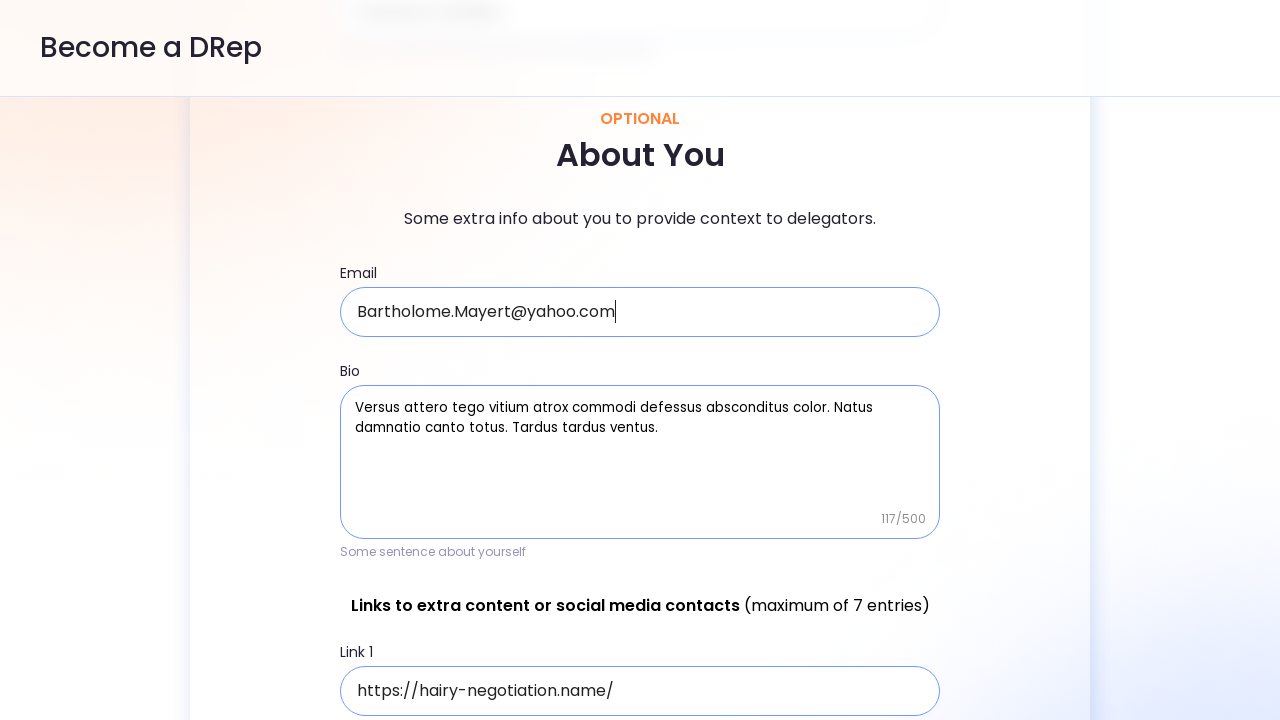 Become a DRep
OPTIONAL
About You
Some extra info about you to provide context to delegators.
Email
Bartholome.Mayert@yahoo.com
Bio
Versus attero tego vitium atrox commodi defessus absconditus color. Natus
damnatio canto totus. Tardus tardus ventus.
117/500
Some sentence about yourself
Links to extra content or social media contacts (maximum of 7 entries)
Link 1
https://hairy-negotiation.name/